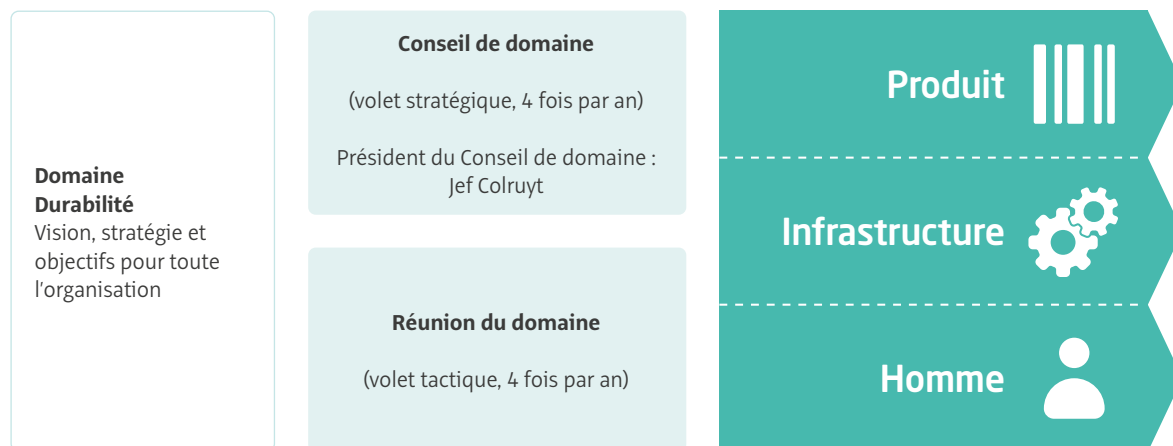 Domaine
Durabilité
Vision, stratégie et
objectifs pour toute
l'organisation
Conseil de domaine
(volet stratégique, 4 fois par an)
Président du Conseil de domaine :
Jef Colruyt
Réunion du domaine
(volet tactique, 4 fois par an)
Produit
Infrastructure
Homme